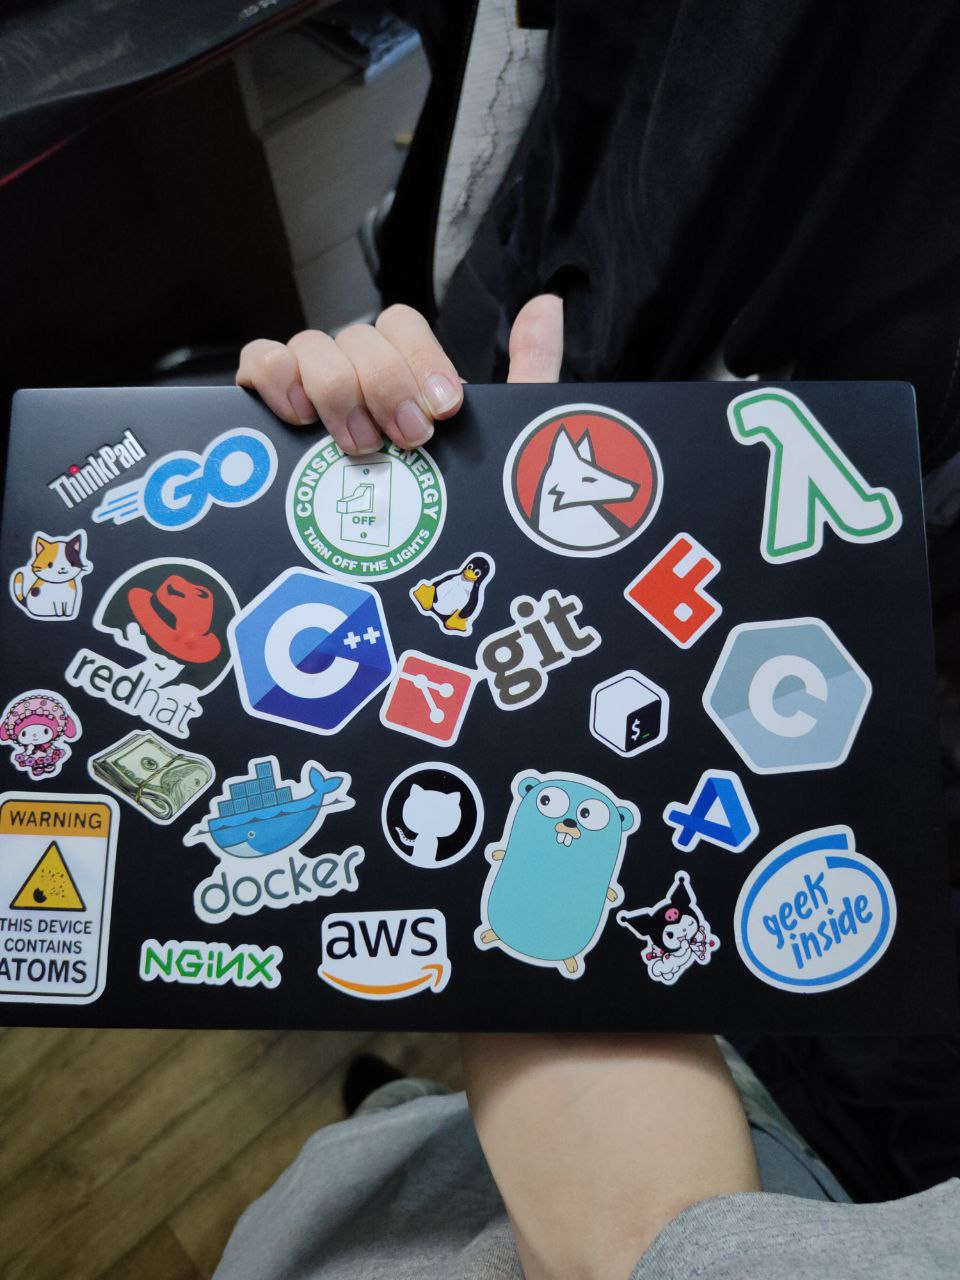 ThinkPad
GO
CONSE
ENERGY
OFF
TURN OFF THE LIGHTS
λ
redhat
C++
git
C
$_
WARNING
THIS DEVICE
CONTAINS
ATOMS
docker
NGiNX
aws
geek
inside